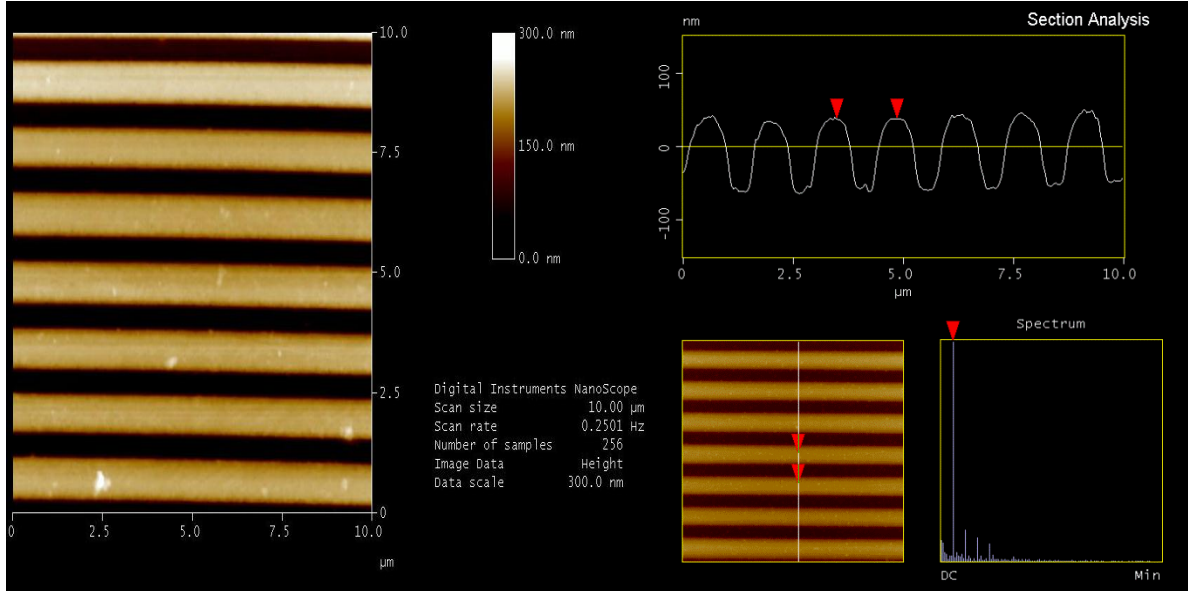 Section Analysis
10.0
7.5
5.0
2.5
0
0 2.5 5.0 7.5 10.0
µm
300.0 nm
150.0 nm
0.0 nm
Digital Instruments NanoScope
Scan size 10.00 µm
Scan rate 0.2501 Hz
Number of samples 256
Image Data Height
Data scale 300.0 nm
nm
100
0
-100
0 2.5 5.0 7.5 10.0
µm
Spectrum
DC Min